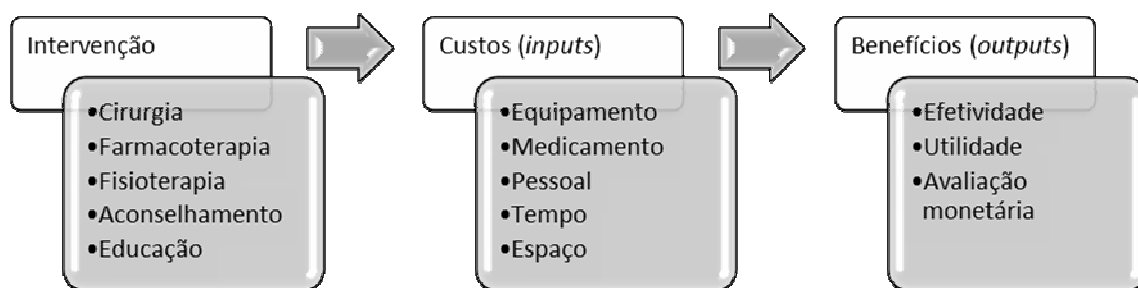 Intervenção
•Cirurgia
•Farmacoterapia
•Fisioterapia
•Aconselhamento
•Educação
Custos (inputs)
•Equipamento
•Medicamento
•Pessoal
•Tempo
•Espaço
Benefícios (outputs)
•Efetividade
•Utilidade
•Avaliação
monetária